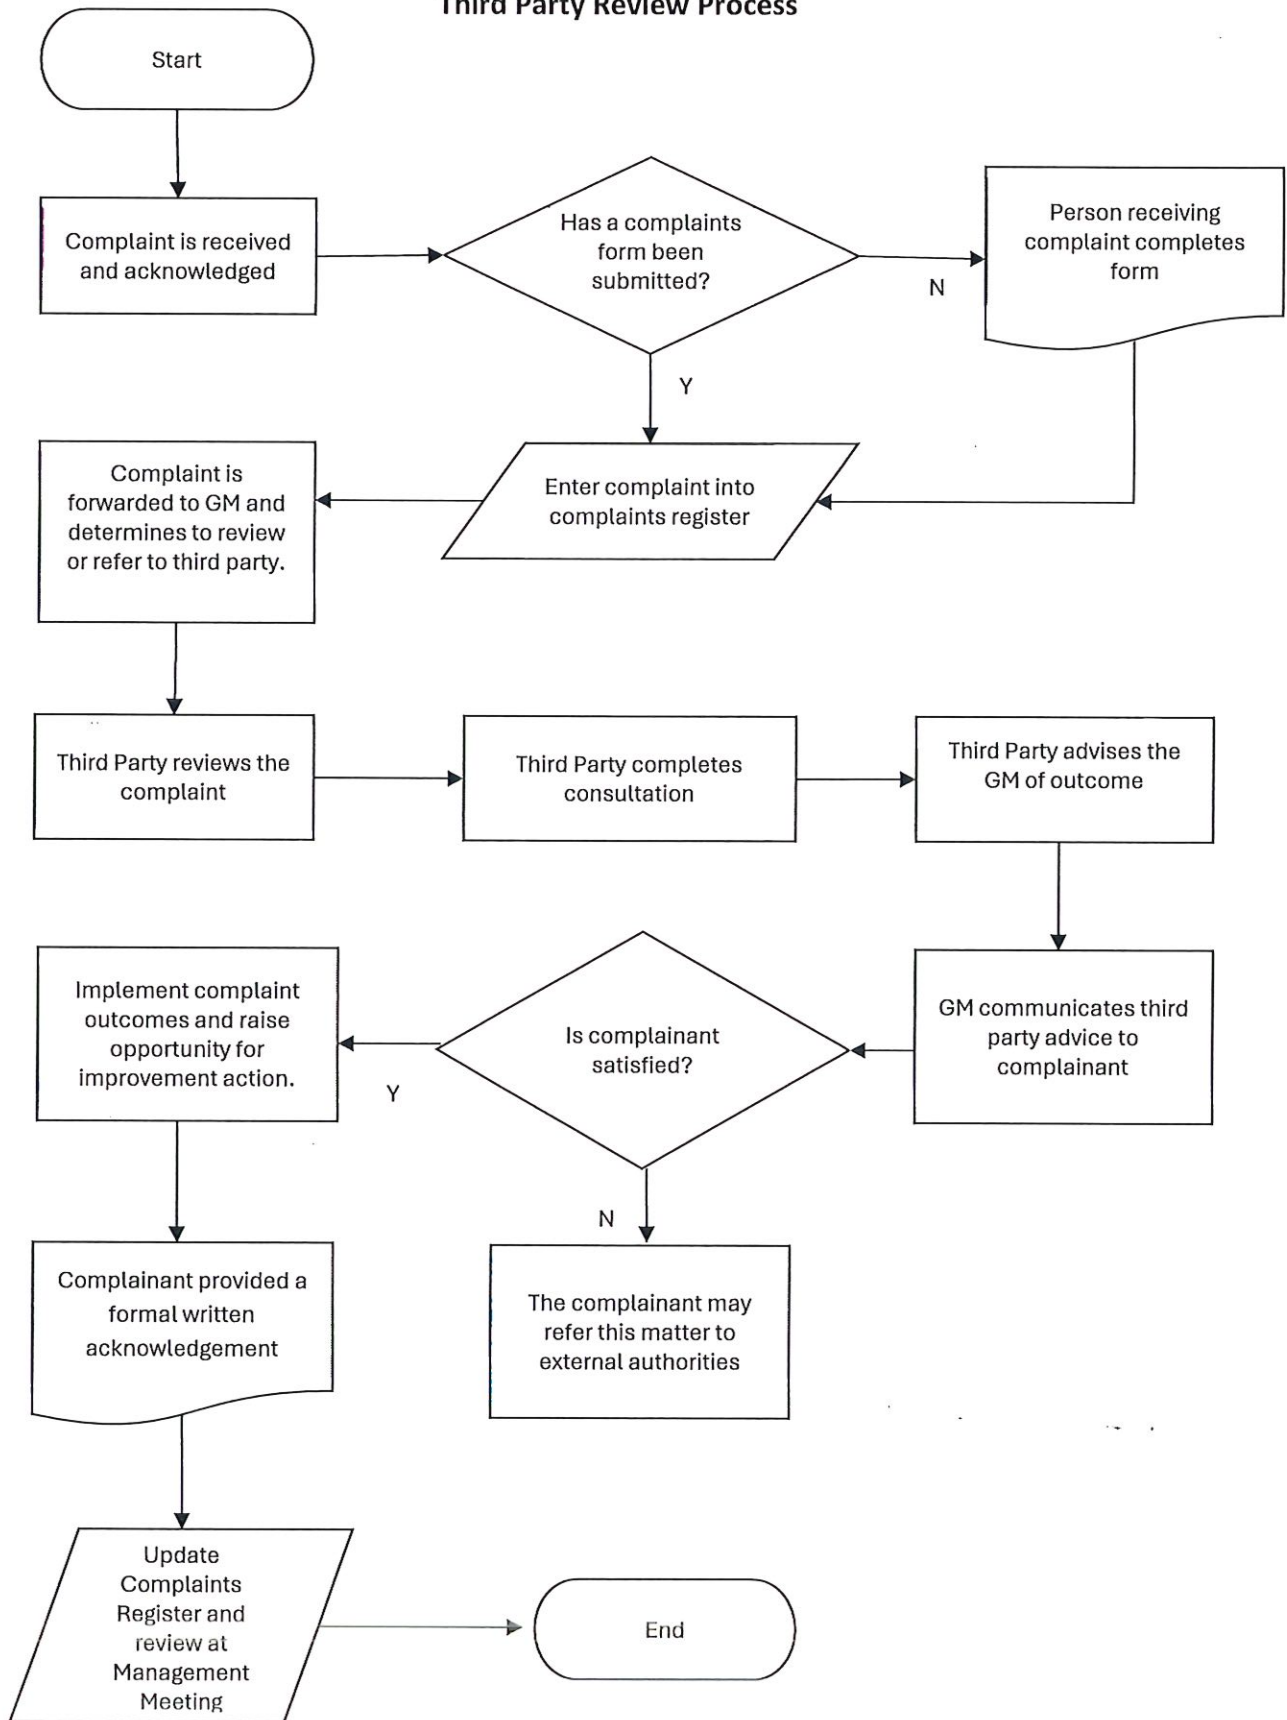 Third Party Review Process
Start
Complaint is received
and acknowledged
Has a complaints
form been
submitted?
N
Person receiving
complaint completes
form
Y
Complaint is
forwarded to GM and
determines to review
or refer to third party.
Enter complaint into
complaints register
Third Party reviews the
complaint
Third Party completes
consultation
Third Party advises the
GM of outcome
Implement complaint
outcomes and raise
opportunity for
improvement action.
Y
Is complainant
satisfied?
GM communicates third
party advice to
complainant
N
Complainant provided a
formal written
acknowledgement
The complainant may
refer this matter to
external authorities
Update
Complaints
Register and
review at
Management
Meeting
End